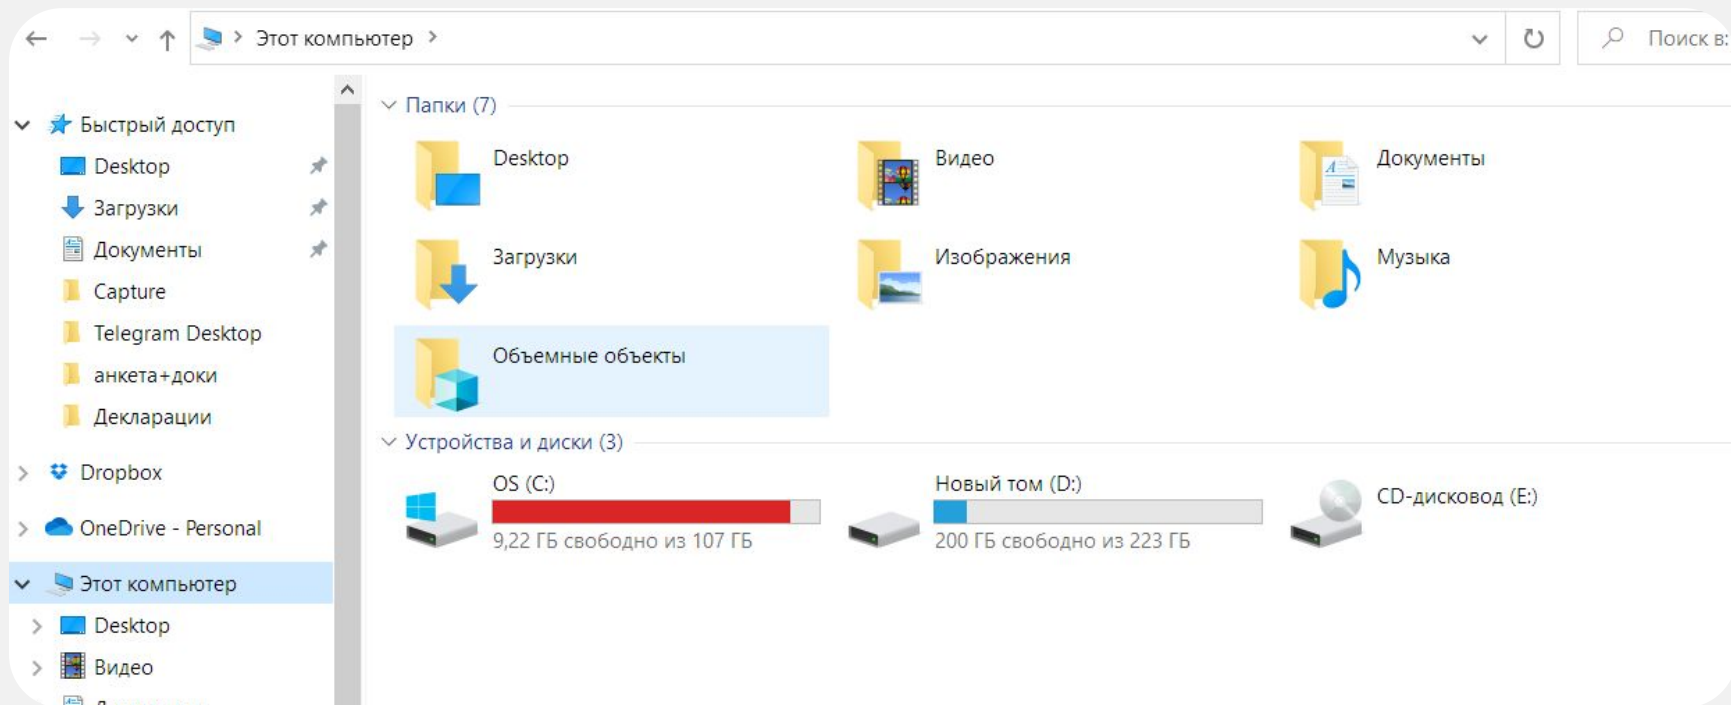 Этот компьютер
Поиск в:
Быстрый доступ
Desktop
Загрузки
Документы
Capture
Telegram Desktop
анкета+доки
Декларации
Dropbox
OneDrive - Personal
Этот компьютер
Desktop
Видео
Папки (7)
Desktop
Видео
Документы
Загрузки
Изображения
Музыка
Объемные объекты
Устройства и диски (3)
OS (C:)
9,22 ГБ свободно из 107 ГБ
Новый том (D:)
200 ГБ свободно из 223 ГБ
CD-дисковод (E:)